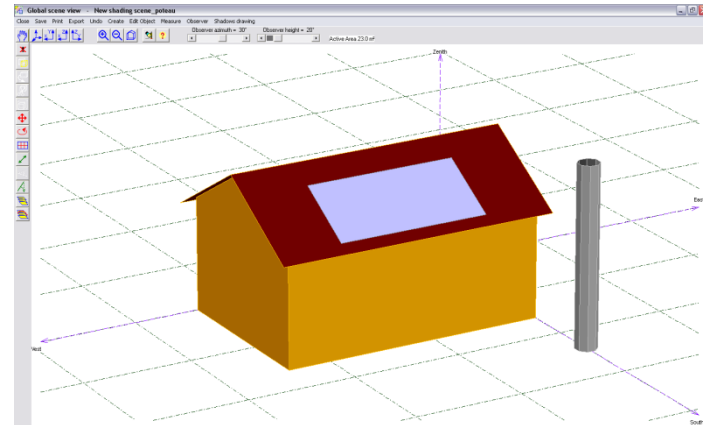 Global scene view - New shading scene_poteau
Close Save Print Export Undo Create Edit Object Measure Observer Shadows drawing
Observer azimuth = 30° Observer height = 20° Active Area 23.0 m²
Zenith
East
West
South